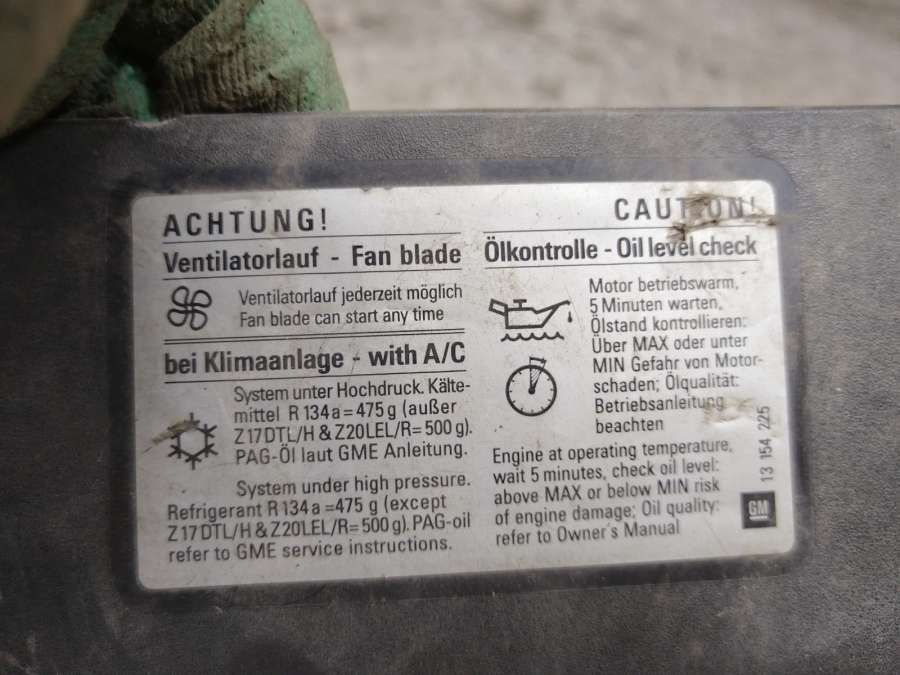 ACHTUNG!
Ventilatorlauf - Fan blade
Ventilatorlauf jederzeit möglich
Fan blade can start any time
bei Klimaanlage - with A/C
System unter Hochdruck. Kälte-
mittel R 134 a = 475 g (außer
Z17DTL/H & Z20LEL/R= 500 g).
PAG-Öl laut GME Anleitung.
System under high pressure.
Refrigerant R 134 a =475 g (except
Z17DTL/H & Z20LEL/R= 500 g). PAG-oil
refer to GME service instructions.
CAUTION!
Ölkontrolle - Oil level check
Motor betriebswarm,
5 Minuten warten,
Ölstand kontrollieren:
Über MAX oder unter
MIN Gefahr von Motor-
schaden; Ölqualität:
Betriebsanleitung
beachten
Engine at operating temperature,
wait 5 minutes, check oil level:
above MAX or below MIN risk
of engine damage; Oil quality:
refer to Owner's Manual
13 154 225
GM